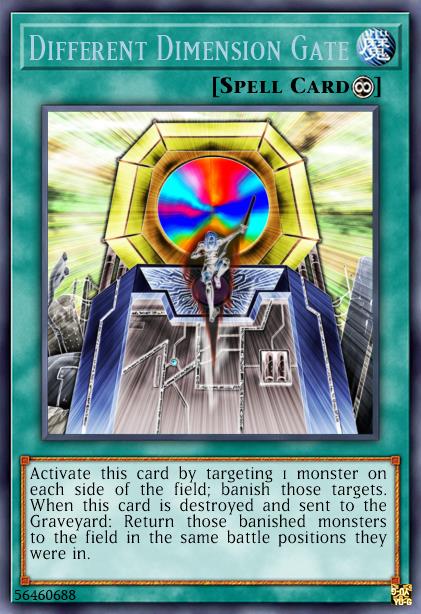 DIFFERENT DIMENSION GATE 魔
[SPELL CARD]
Activate this card by targeting 1 monster on
each side of the field; banish those targets.
When this card is destroyed and sent to the
Graveyard: Return those banished monsters
to the field in the same battle positions they
were in.
56460688